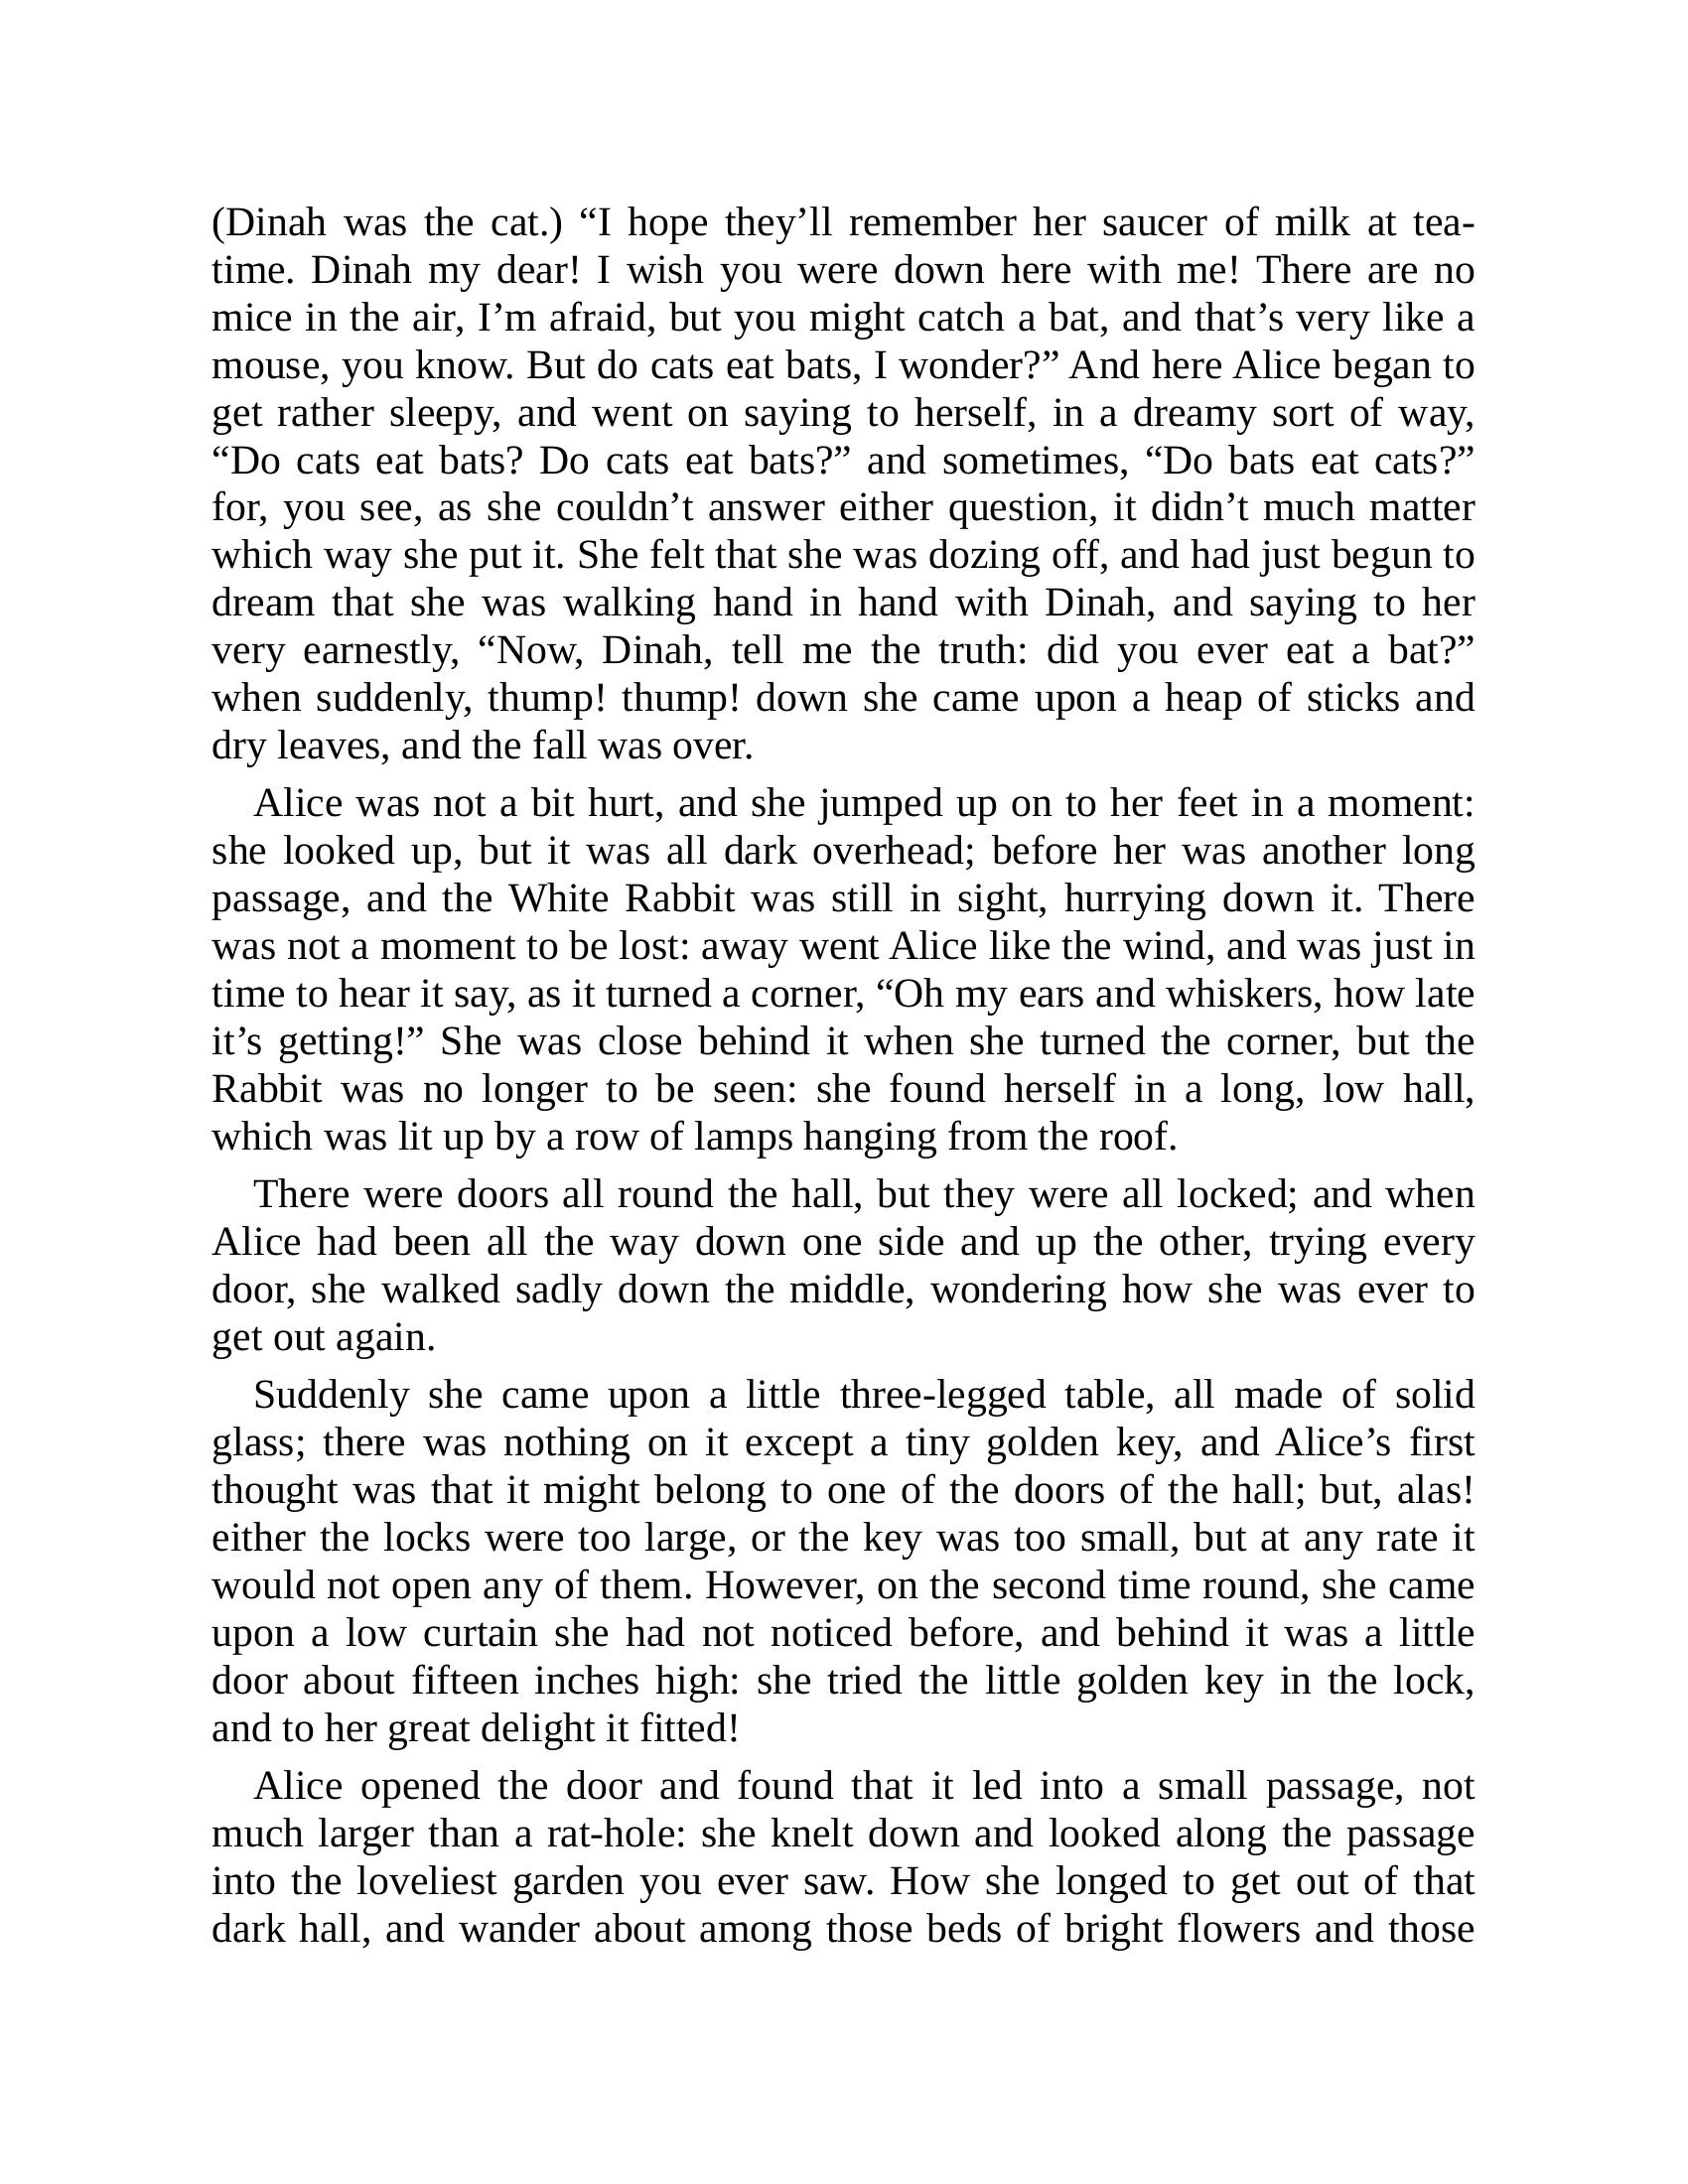 (Dinah was the cat.) “I hope they’ll remember her saucer of milk at tea-
time. Dinah my dear! I wish you were down here with me! There are no
mice in the air, I’m afraid, but you might catch a bat, and that’s very like a
mouse, you know. But do cats eat bats, I wonder?” And here Alice began to
get rather sleepy, and went on saying to herself, in a dreamy sort of way,
“Do cats eat bats? Do cats eat bats?” and sometimes, “Do bats eat cats?”
for, you see, as she couldn’t answer either question, it didn’t much matter
which way she put it. She felt that she was dozing off, and had just begun to
dream that she was walking hand in hand with Dinah, and saying to her
very earnestly, “Now, Dinah, tell me the truth: did you ever eat a bat?”
when suddenly, thump! thump! down she came upon a heap of sticks and
dry leaves, and the fall was over.
Alice was not a bit hurt, and she jumped up on to her feet in a moment:
she looked up, but it was all dark overhead; before her was another long
passage, and the White Rabbit was still in sight, hurrying down it. There
was not a moment to be lost: away went Alice like the wind, and was just in
time to hear it say, as it turned a corner, “Oh my ears and whiskers, how late
it’s getting!” She was close behind it when she turned the corner, but the
Rabbit was no longer to be seen: she found herself in a long, low hall,
which was lit up by a row of lamps hanging from the roof.
There were doors all round the hall, but they were all locked; and when
Alice had been all the way down one side and up the other, trying every
door, she walked sadly down the middle, wondering how she was ever to
get out again.
Suddenly she came upon a little three-legged table, all made of solid
glass; there was nothing on it except a tiny golden key, and Alice’s first
thought was that it might belong to one of the doors of the hall; but, alas!
either the locks were too large, or the key was too small, but at any rate it
would not open any of them. However, on the second time round, she came
upon a low curtain she had not noticed before, and behind it was a little
door about fifteen inches high: she tried the little golden key in the lock,
and to her great delight it fitted!
Alice opened the door and found that it led into a small passage, not
much larger than a rat-hole: she knelt down and looked along the passage
into the loveliest garden you ever saw. How she longed to get out of that
dark hall, and wander about among those beds of bright flowers and those